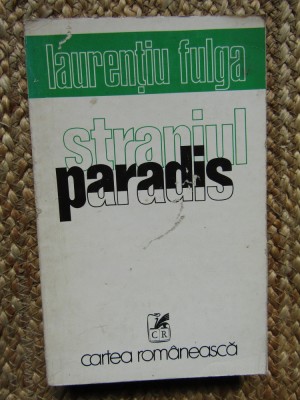 laurențiu fulga
straniul
paradis
CR
cartea românească